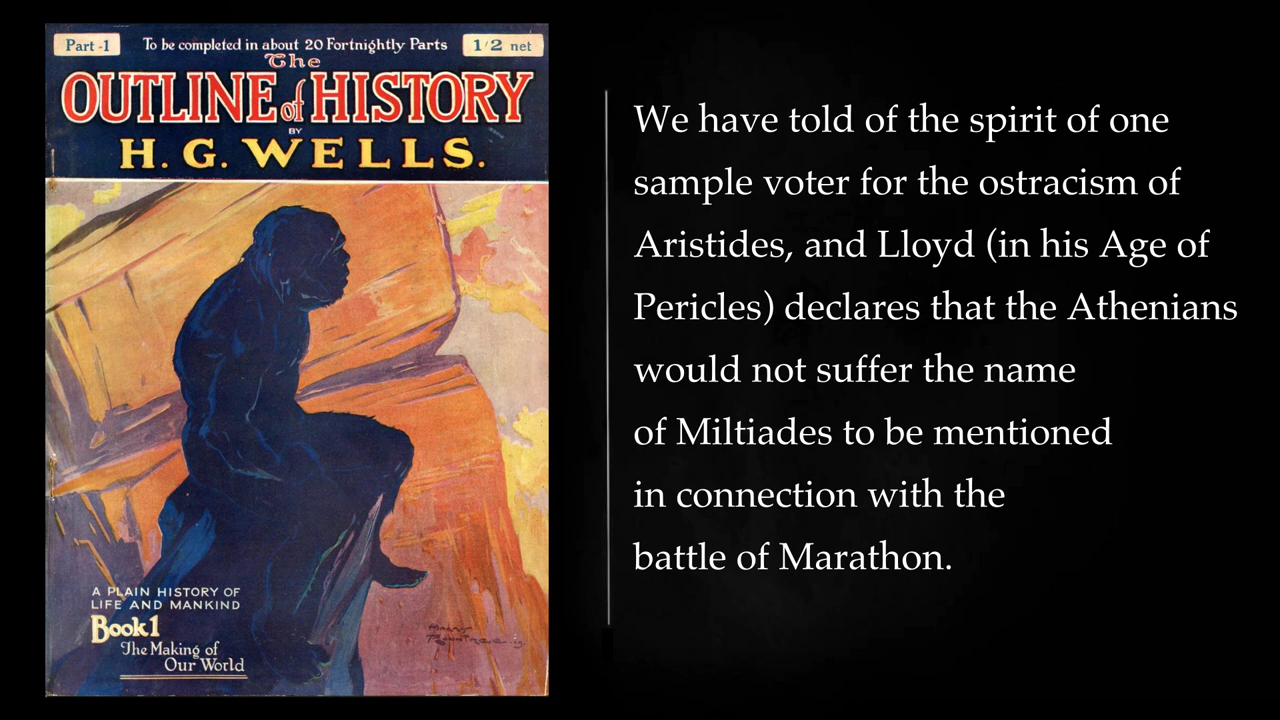 Part -1
To be completed in about 20 Fortnightly Parts
1/2 net
The
OUTLINE of HISTORY
BY
H. G. WELLS.
A PLAIN HISTORY OF
LIFE AND MANKIND
Book 1
The Making of
Our World
We have told of the spirit of one
sample voter for the ostracism of
Aristides, and Lloyd (in his Age of
Pericles) declares that the Athenians
would not suffer the name
of Miltiades to be mentioned
in connection with the
battle of Marathon.